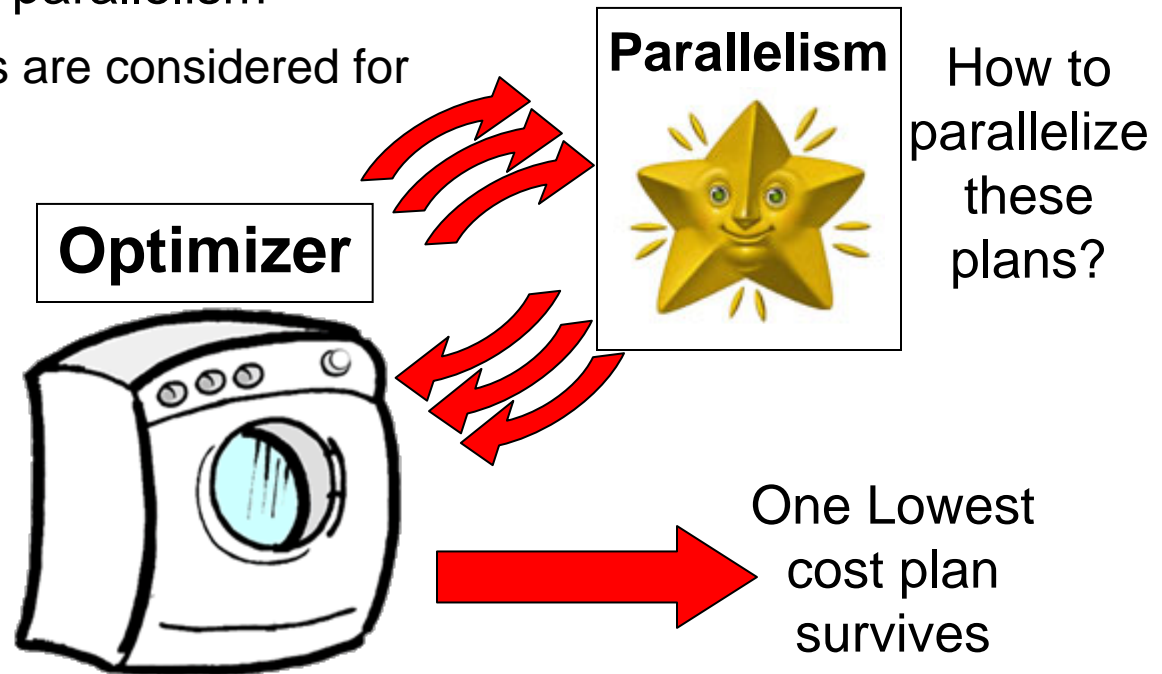 parallelism
s are considered for
Parallelism
How to
parallelize
these
plans?
Optimizer
One Lowest
cost plan
survives